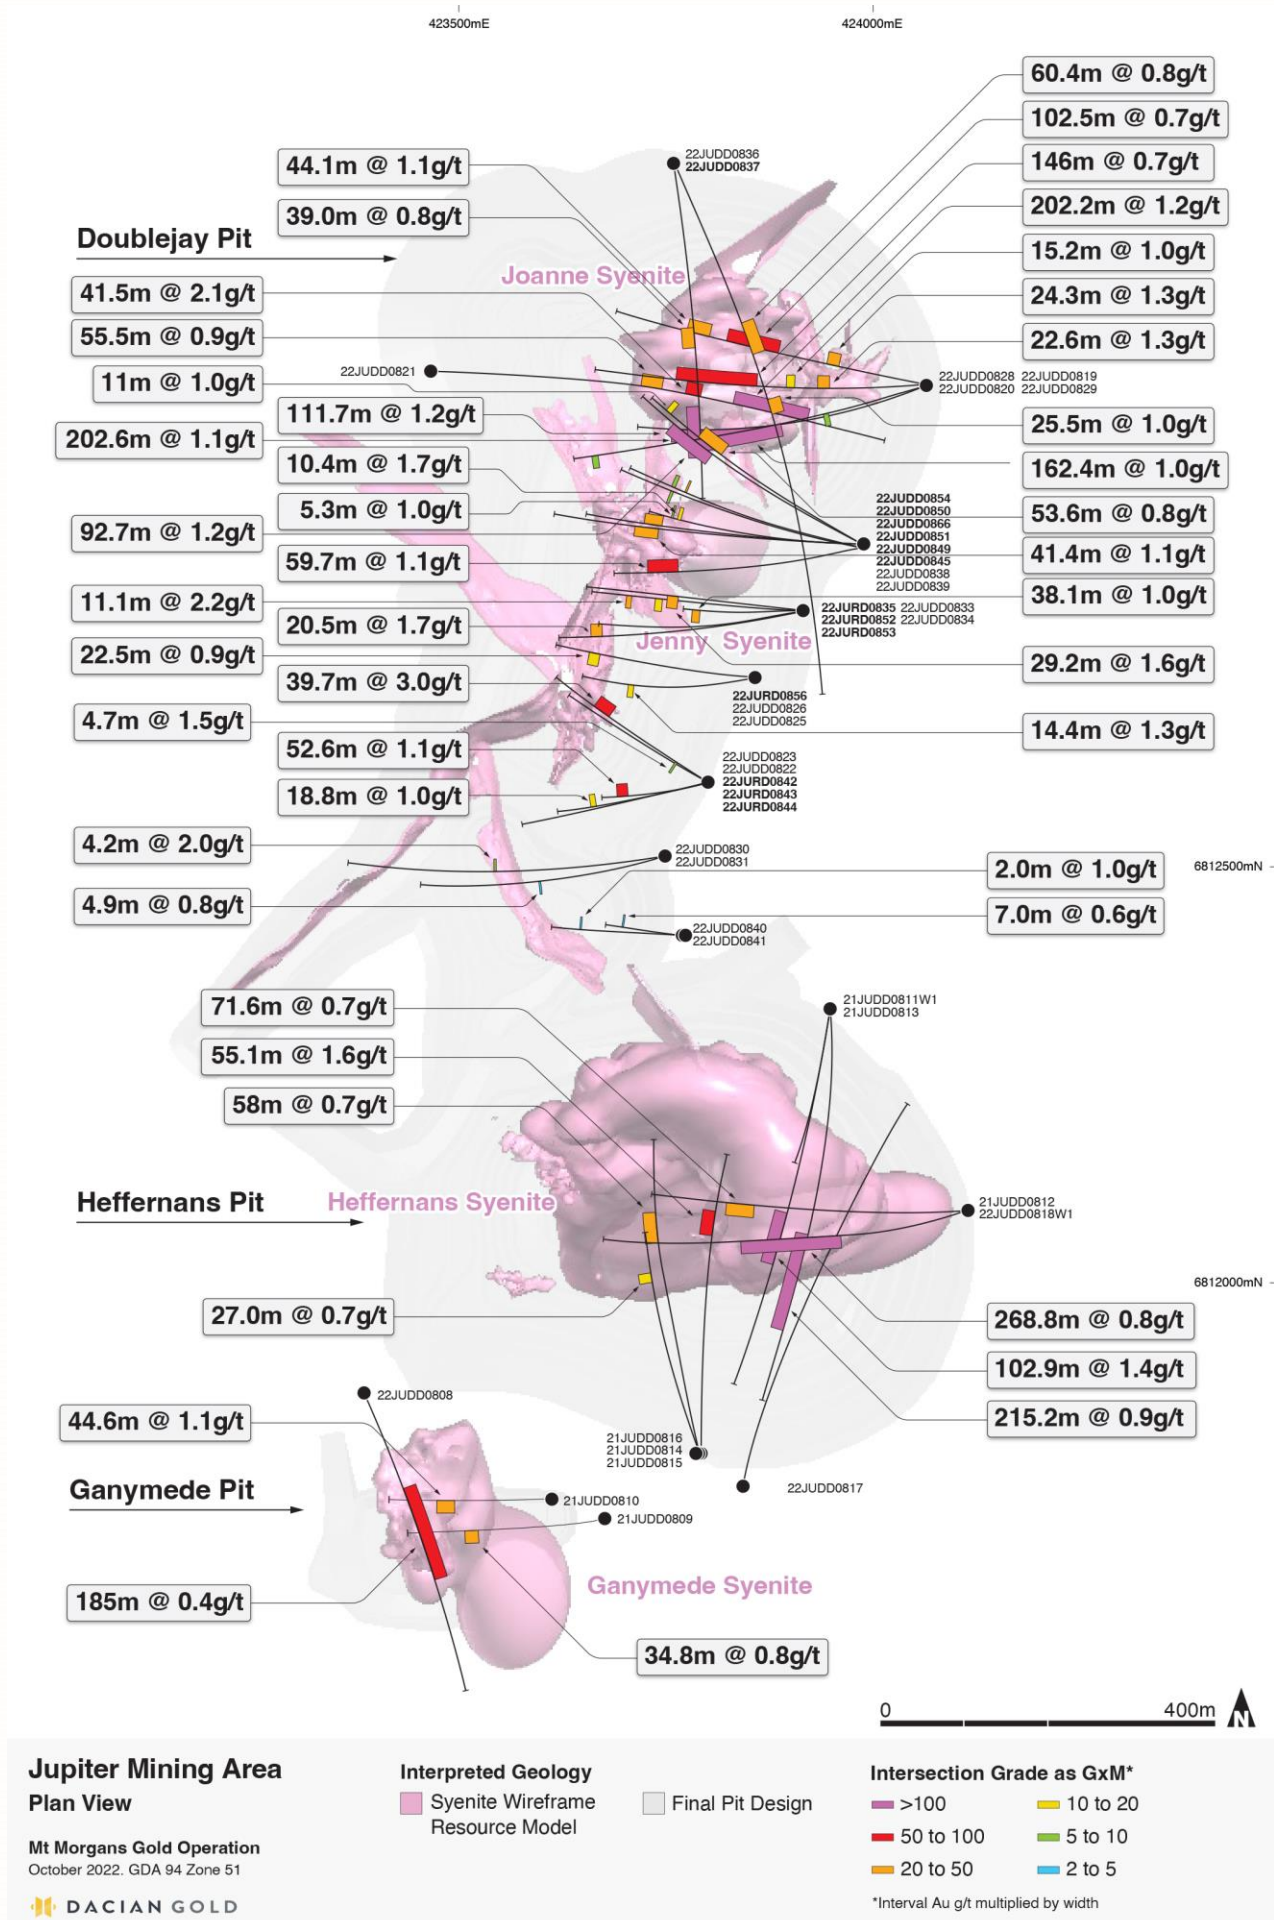 423500mE
424000mE
60.4m @ 0.8g/t
102.5m @ 0.7g/t
146m @ 0.7g/t
202.2m @ 1.2g/t
15.2m @ 1.0g/t
24.3m @ 1.3g/t
22.6m @ 1.3g/t
25.5m @ 1.0g/t
162.4m @ 1.0g/t
53.6m @ 0.8g/t
41.4m @ 1.1g/t
38.1m @ 1.0g/t
29.2m @ 1.6g/t
14.4m @ 1.3g/t
44.1m @ 1.1g/t
39.0m @ 0.8g/t
Doublejay Pit
41.5m @ 2.1g/t
55.5m @ 0.9g/t
11m @ 1.0g/t
111.7m @ 1.2g/t
202.6m @ 1.1g/t
10.4m @ 1.7g/t
5.3m @ 1.0g/t
92.7m @ 1.2g/t
59.7m @ 1.1g/t
11.1m @ 2.2g/t
20.5m @ 1.7g/t
22.5m @ 0.9g/t
39.7m @ 3.0g/t
4.7m @ 1.5g/t
52.6m @ 1.1g/t
18.8m @ 1.0g/t
4.2m @ 2.0g/t
4.9m @ 0.8g/t
22JUDD0836
22JUDD0837
Joanne Syenite
22JUDD0821
22JUDD0828 22JUDD0819
22JUDD0820 22JUDD0829
22JUDD0854
22JUDD0850
22JUDD0866
22JUDD0851
22JUDD0849
22JUDD0845
22JUDD0838
22JUDD0839
22JURD0835 22JUDD0833
22JURD0852 22JUDD0834
22JURD0853
Jenny Syenite
22JURD0856
22JUDD0826
22JUDD0825
22JUDD0823
22JUDD0822
22JURD0842
22JURD0843
22JURD0844
22JUDD0830
22JUDD0831
6812500mN
2.0m @ 1.0g/t
7.0m @ 0.6g/t
22JUDD0840
22JUDD0841
71.6m @ 0.7g/t
55.1m @ 1.6g/t
58m @ 0.7g/t
21JUDD0811W1
21JUDD0813
Heffernans Pit
Heffernans Syenite
21JUDD0812
22JUDD0818W1
6812000mN
27.0m @ 0.7g/t
268.8m @ 0.8g/t
102.9m @ 1.4g/t
215.2m @ 0.9g/t
22JUDD0808
44.6m @ 1.1g/t
21JUDD0816
21JUDD0814
21JUDD0815
22JUDD0817
Ganymede Pit
21JUDD0810
21JUDD0809
Ganymede Syenite
185m @ 0.4g/t
34.8m @ 0.8g/t
0 400m
N
Jupiter Mining Area
Plan View
Mt Morgans Gold Operation
October 2022. GDA 94 Zone 51
DACIAN GOLD
Interpreted Geology
Syenite Wireframe
Resource Model
Final Pit Design
Intersection Grade as GxM*
>100
50 to 100
20 to 50
10 to 20
5 to 10
2 to 5
*Interval Au g/t multiplied by width